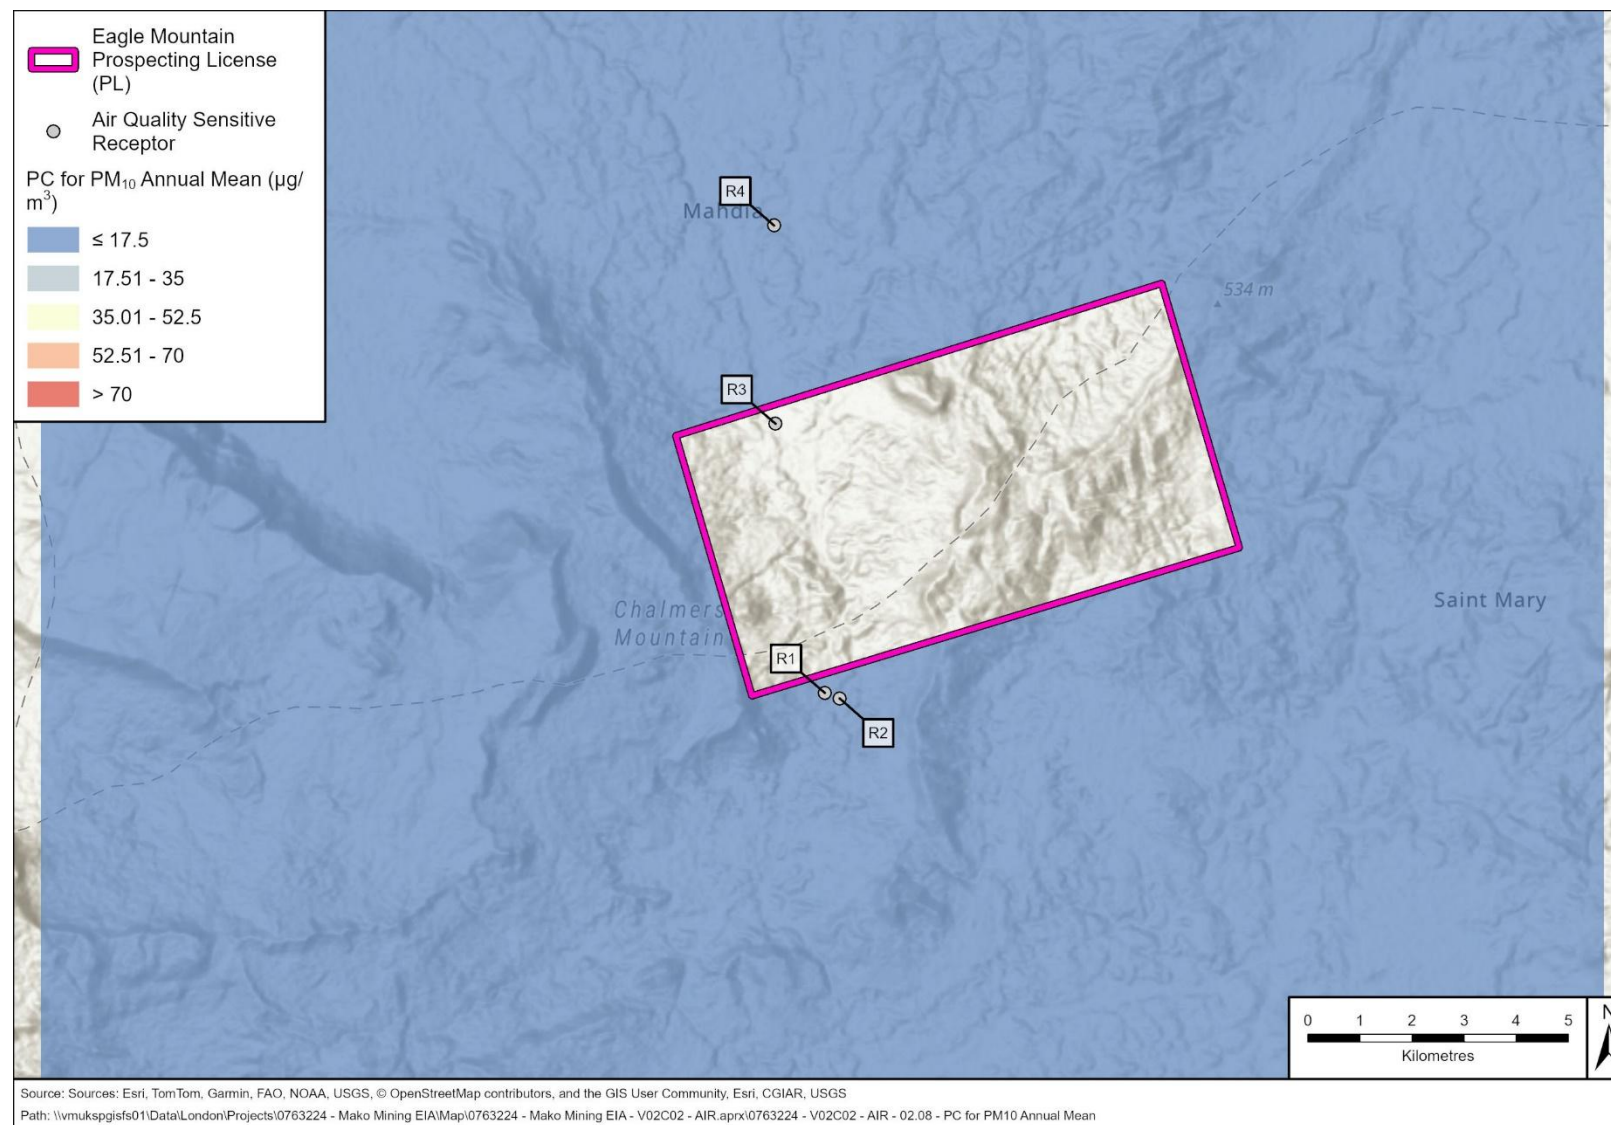 Eagle Mountain
Prospecting License
(PL)
Air Quality Sensitive
Receptor
PC for PM₁₀ Annual Mean (µg/
m³)
≤ 17.5
17.51 - 35
35.01 - 52.5
52.51 - 70
> 70
R4
Mahdia
534 m
R3
Chalmers
Mountain
Saint Mary
R1
R2
0 1 2 3 4 5
Kilometres
N
Source: Sources: Esri, TomTom, Garmin, FAO, NOAA, USGS, © OpenStreetMap contributors, and the GIS User Community, Esri, CGIAR, USGS
Path: \\vmukspgisfs01\Data\London\Projects\0763224 - Mako Mining EIA\Map\0763224 - Mako Mining EIA - V02C02 - AIR.aprx\0763224 - V02C02 - AIR - 02.08 - PC for PM10 Annual Mean